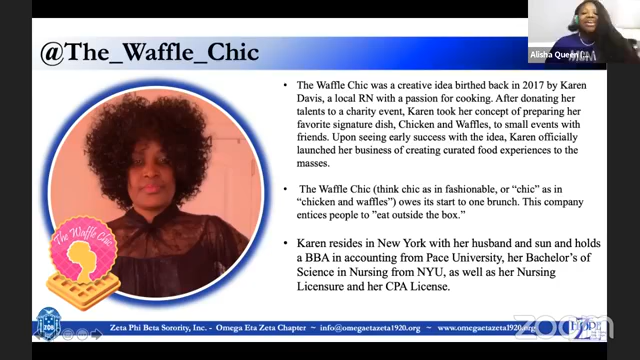 @The_Waffle_Chic
Alisha Queen
• The Waffle Chic was a creative idea birthed back in 2017 by Karen
Davis, a local RN with a passion for cooking. After donating her
talents to a charity event, Karen took her concept of preparing her
favorite signature dish, Chicken and Waffles, to small events with
friends. Upon seeing early success with the idea, Karen officially
launched her business of creating curated food experiences to the
masses.
• The Waffle Chic (think chic as in fashionable, or “chic” as in
“chicken and waffles”) owes its start to one brunch. This company
entices people to “eat outside the box.”
• Karen resides in New York with her husband and sun and holds
a BBA in accounting from Pace University, her Bachelor’s of
Science in Nursing from NYU, as well as her Nursing
Licensure and her CPA License.
The Waffle Chic
ZΦB
Zeta Phi Beta Sorority, Inc. - Omega Eta Zeta Chapter ~ info@omegaetazeta1920.org ~ www.omegaetazeta1920.org
zoom